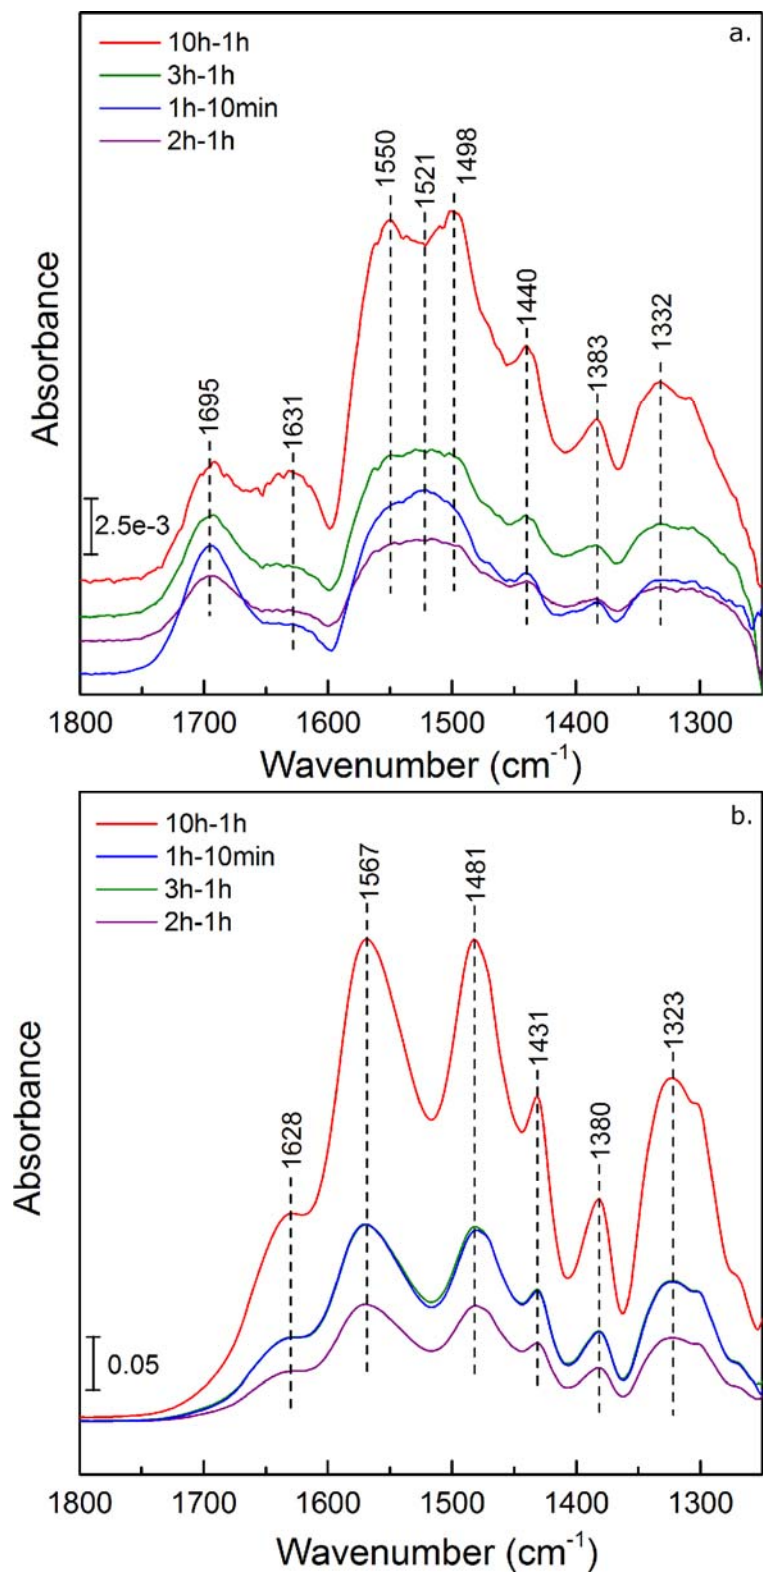 a.
10h-1h
3h-1h
1h-10min
2h-1h
1550
1521
1498
1440
1383
1332
1695
1631
2.5e-3
Absorbance
1800 1700 1600 1500 1400 1300
Wavenumber (cm-1)
b.
10h-1h
1h-10min
3h-1h
2h-1h
1567
1481
1431
1323
1380
1628
0.05
Absorbance
1800 1700 1600 1500 1400 1300
Wavenumber (cm-1)